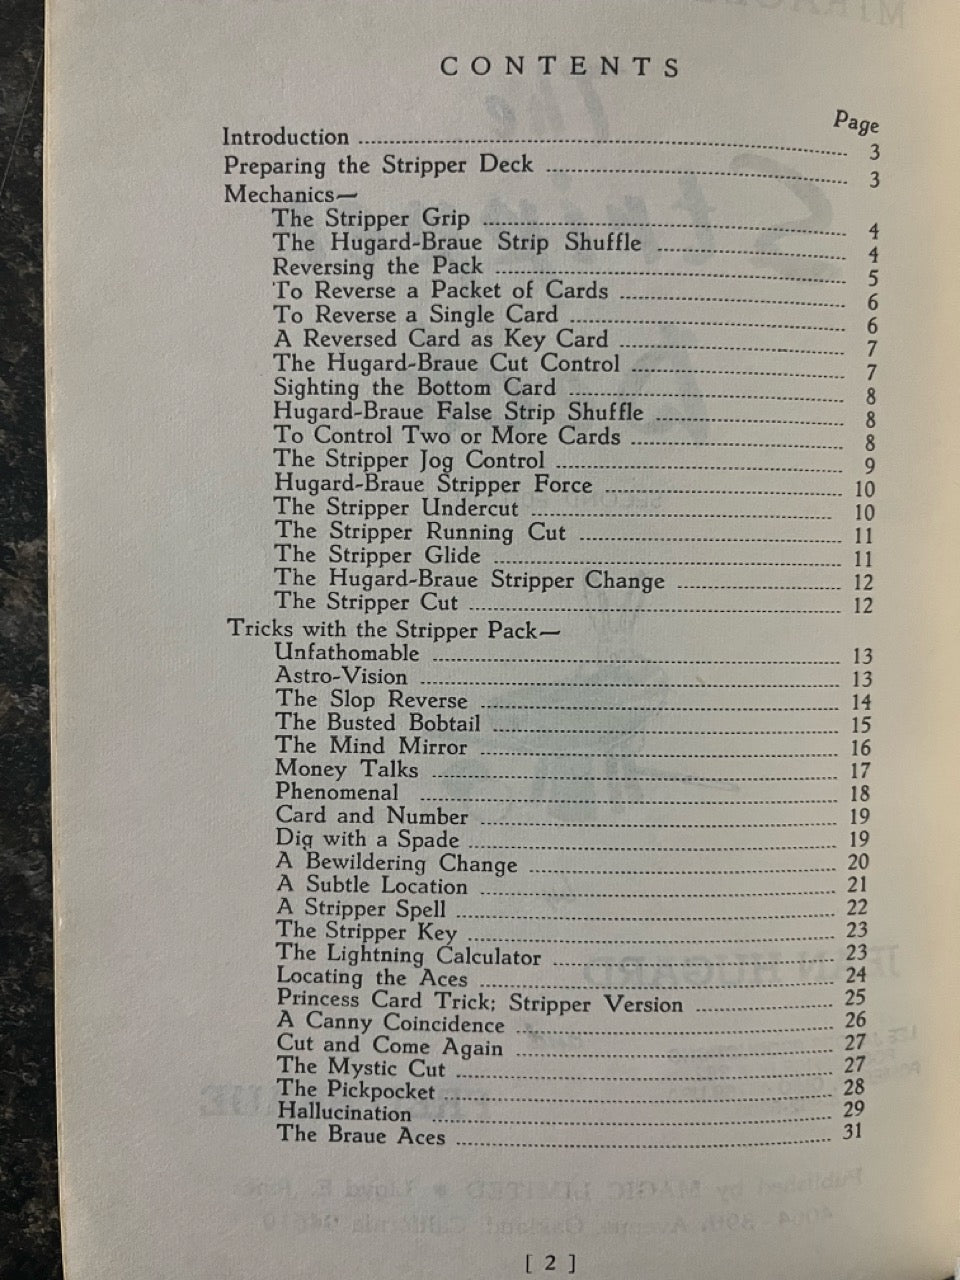 CONTENTS
Page
Introduction 3
Preparing the Stripper Deck 3
Mechanics—
The Stripper Grip 4
The Hugard-Braue Strip Shuffle 4
Reversing the Pack 5
To Reverse a Packet of Cards 6
To Reverse a Single Card 6
A Reversed Card as Key Card 7
The Hugard-Braue Cut Control 7
Sighting the Bottom Card 8
Hugard-Braue False Strip Shuffle 8
To Control Two or More Cards 8
The Stripper Jog Control 9
Hugard-Braue Stripper Force 10
The Stripper Undercut 10
The Stripper Running Cut 11
The Stripper Glide 11
The Hugard-Braue Stripper Change 12
The Stripper Cut 12
Tricks with the Stripper Pack—
Unfathomable 13
Astro-Vision 13
The Slop Reverse 14
The Busted Bobtail 15
The Mind Mirror 16
Money Talks 17
Phenomenal 18
Card and Number 19
Dig with a Spade 19
A Bewildering Change 20
A Subtle Location 21
A Stripper Spell 22
The Stripper Key 23
The Lightning Calculator 23
Locating the Aces 24
Princess Card Trick; Stripper Version 25
A Canny Coincidence 26
Cut and Come Again 27
The Mystic Cut 27
The Pickpocket 28
Hallucination 29
The Braue Aces 31
[ 2 ]